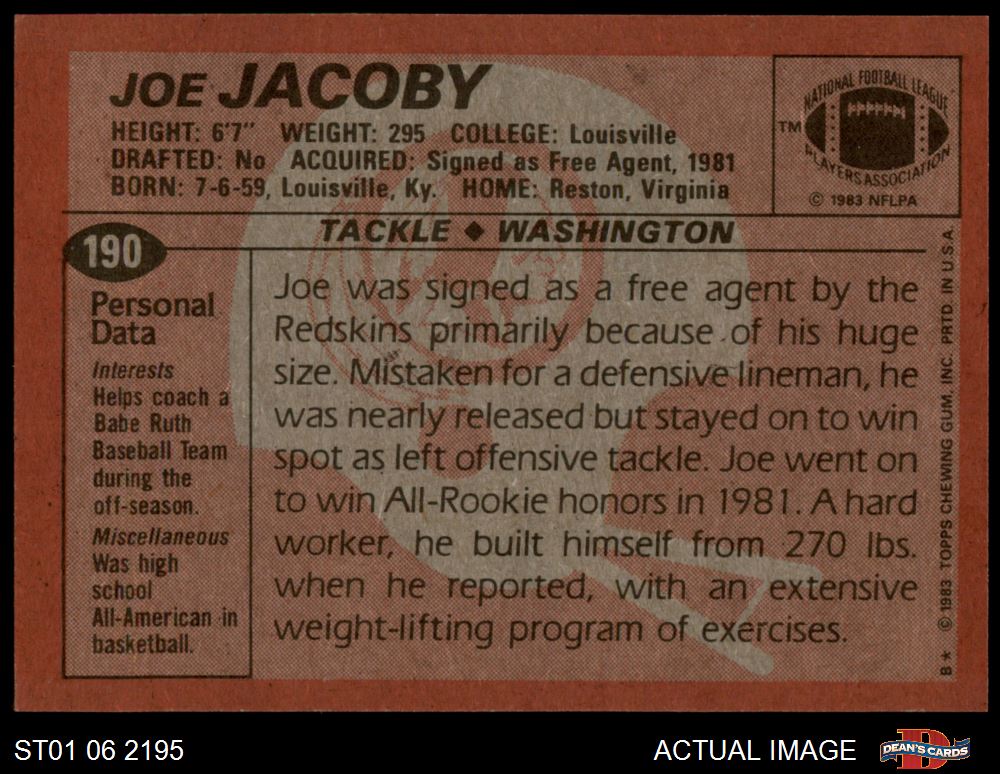 JOE JACOBY
HEIGHT: 6'7" WEIGHT: 295 COLLEGE: Louisville
DRAFTED: No ACQUIRED: Signed as Free Agent, 1981
BORN: 7-6-59, Louisville, Ky. HOME: Reston, Virginia
NATIONAL FOOTBALL LEAGUE
TM
PLAYERS ASSOCIATION
© 1983 NFLPA
TACKLE ◆ WASHINGTON
190
Personal
Data
Interests
Helps coach a
Babe Ruth
Baseball Team
during the
off-season.
Miscellaneous
Was high
school
All-American in
basketball.
Joe was signed as a free agent by the
Redskins primarily because of his huge
size. Mistaken for a defensive lineman, he
was nearly released but stayed on to win
spot as left offensive tackle. Joe went on
to win All-Rookie honors in 1981. A hard
worker, he built himself from 270 lbs.
when he reported, with an extensive
weight-lifting program of exercises.
B* © 1983 TOPPS CHEWING GUM, INC. PRTD. IN U.S.A.
ST01 06 2195
ACTUAL IMAGE
DEAN'S CARDS